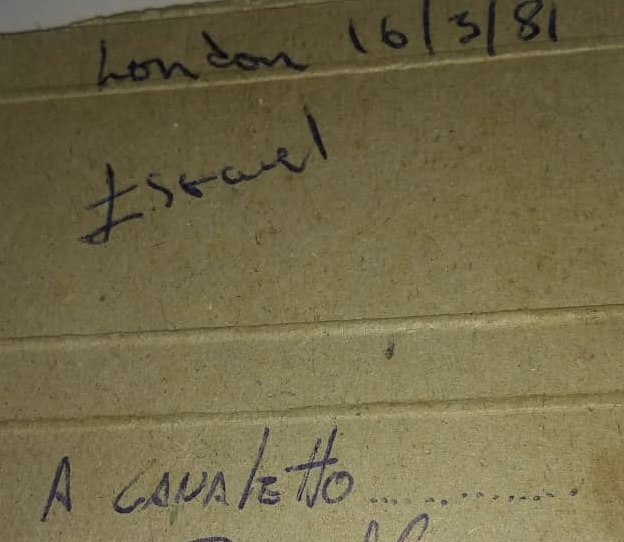 London 16/3/81
Israel
A CANAlEtto ...............